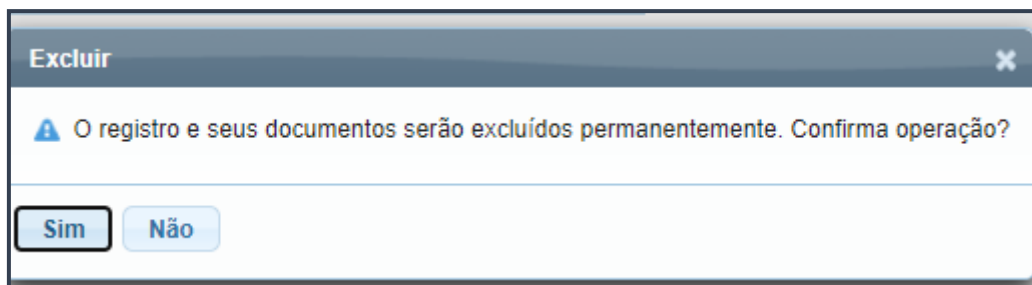 Excluir
O registro e seus documentos serão excluídos permanentemente. Confirma operação?
Sim Não